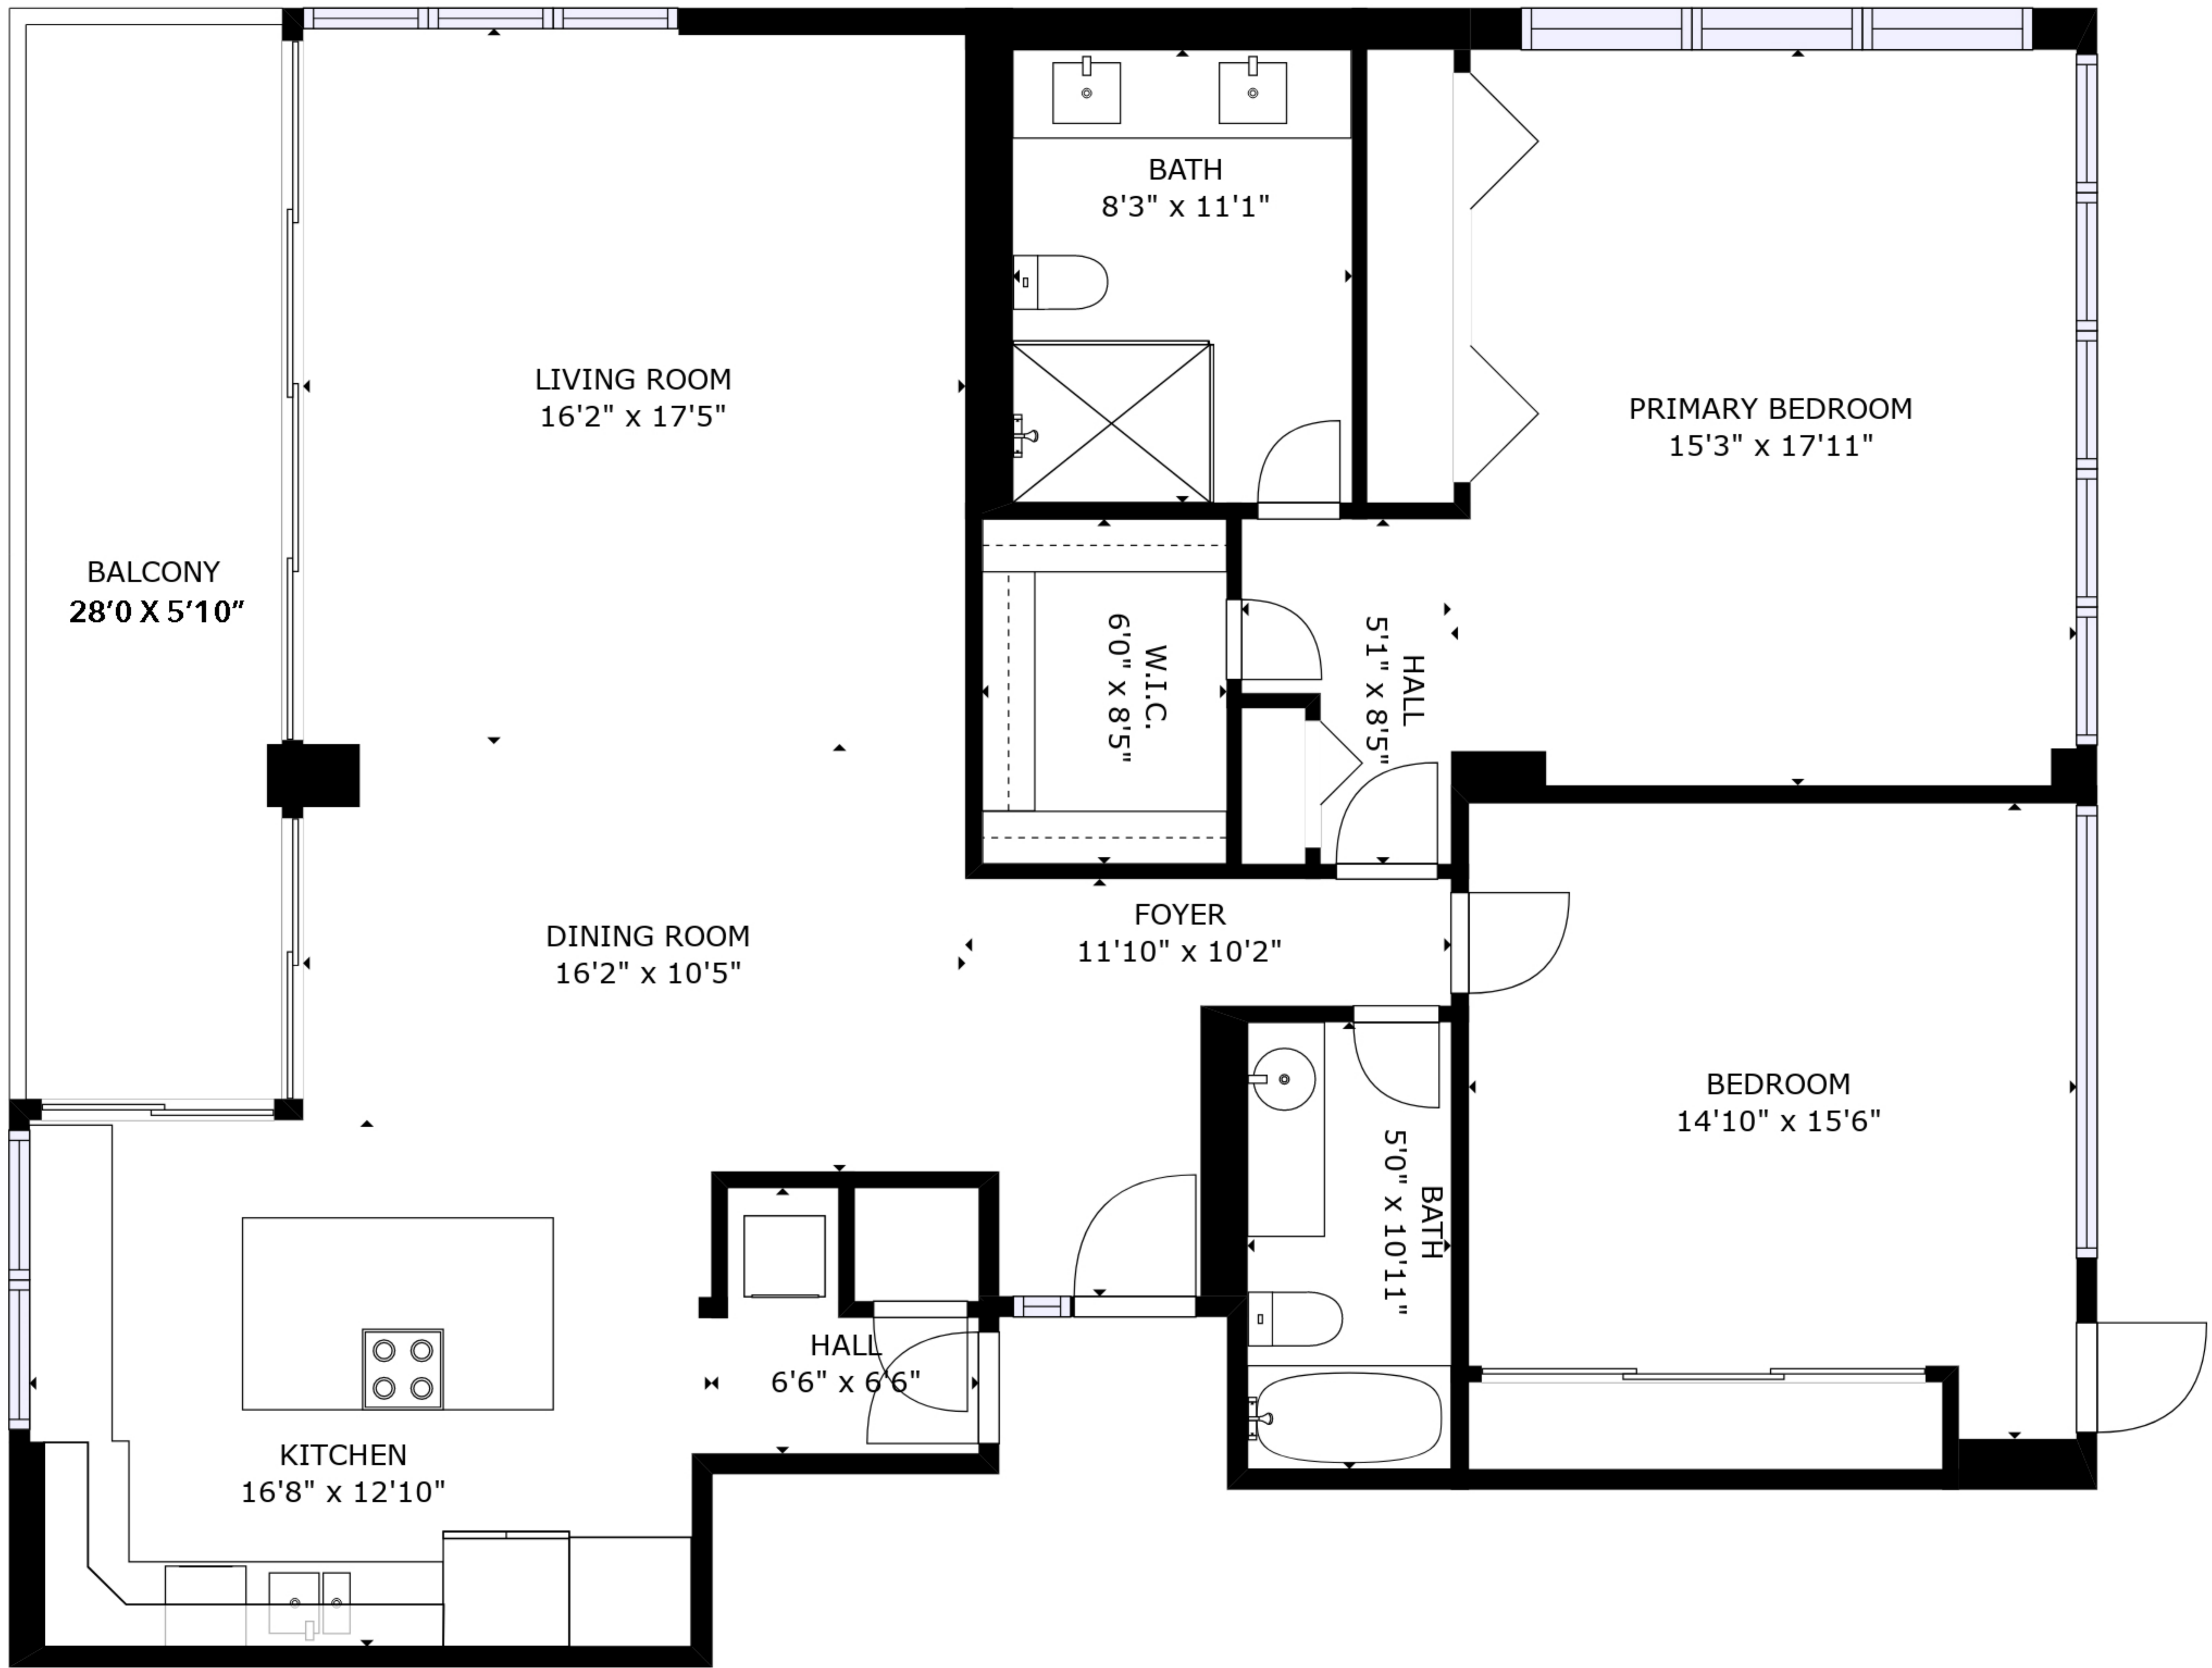 BATH
8'3" x 11'1"
LIVING ROOM
16'2" x 17'5"
PRIMARY BEDROOM
15'3" x 17'11"
BALCONY
28’0 X 5’10”
W.I.C.
6'0" x 8'5"
HALL
5'1" x 8'5"
FOYER
11'10" x 10'2"
DINING ROOM
16'2" x 10'5"
BEDROOM
14'10" x 15'6"
BATH
5'0" x 10'11"
HALL
6'6" x 6'6"
KITCHEN
16'8" x 12'10"